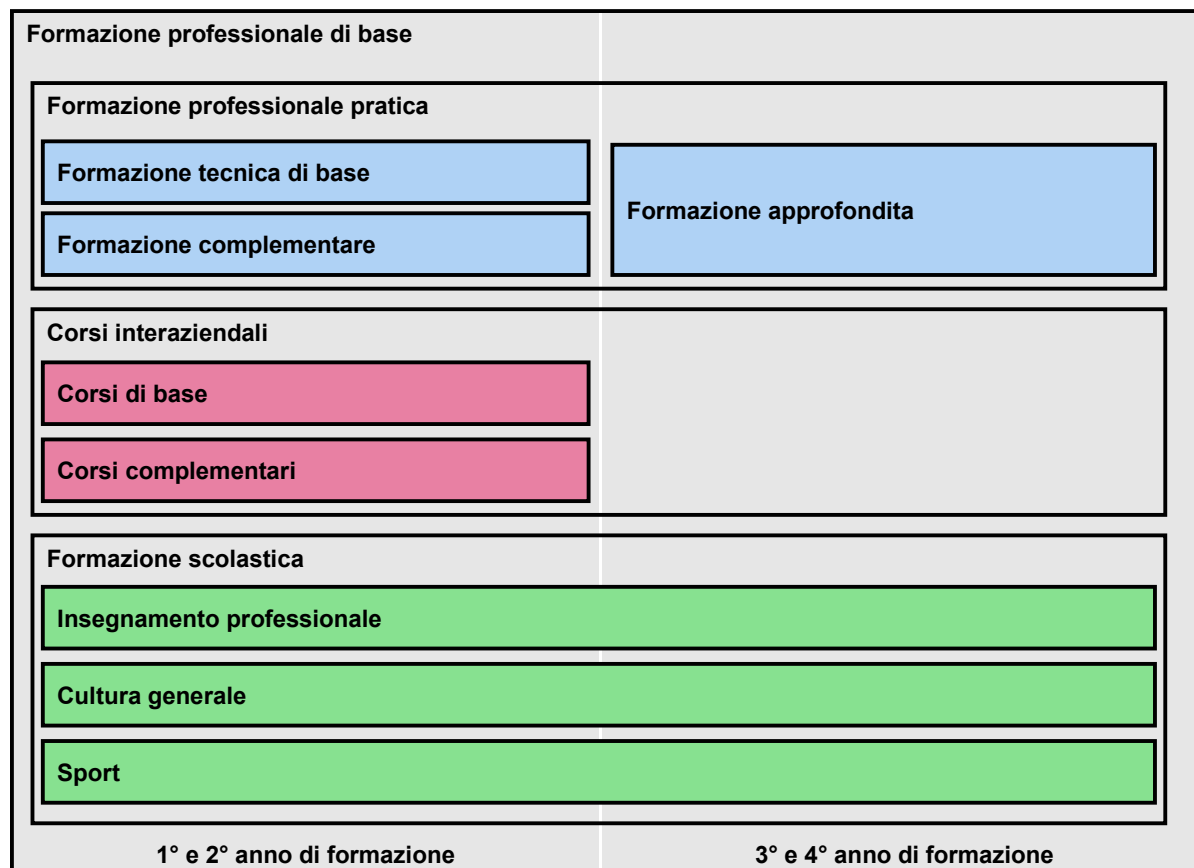 Formazione professionale di base
Formazione professionale pratica
Formazione tecnica di base
Formazione complementare
Formazione approfondita
Corsi interaziendali
Corsi di base
Corsi complementari
Formazione scolastica
Insegnamento professionale
Cultura generale
Sport
1° e 2° anno di formazione
3° e 4° anno di formazione